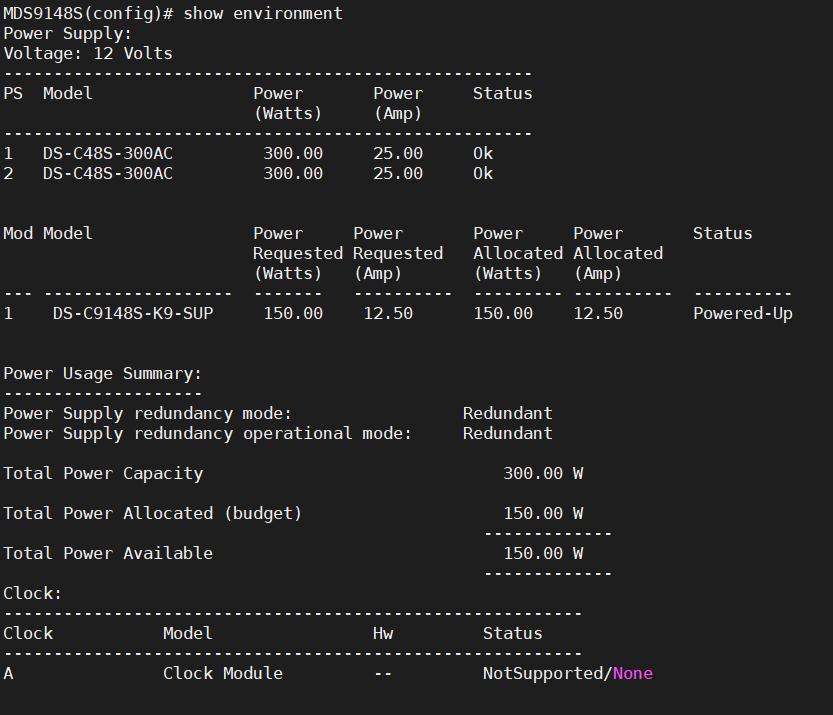 MDS9148S(config)# show environment
Power Supply:
Voltage: 12 Volts
-----------------------------------------------------
PS  Model                Power       Power     Status
                         (Watts)     (Amp)
-----------------------------------------------------
1   DS-C48S-300AC         300.00     25.00     Ok
2   DS-C48S-300AC         300.00     25.00     Ok
Mod Model                Power     Power       Power     Power       Status
                         Requested Requested   Allocated Allocated
                         (Watts)   (Amp)       (Watts)   (Amp)
--- -------------------  -------   ----------  --------- ----------  ----------
1    DS-C9148S-K9-SUP     150.00    12.50      150.00    12.50       Powered-Up
Power Usage Summary:
--------------------
Power Supply redundancy mode:                 Redundant
Power Supply redundancy operational mode:     Redundant
Total Power Capacity                              300.00 W
Total Power Allocated (budget)                    150.00 W
                                                -------------
Total Power Available                             150.00 W
                                                -------------
Clock:
----------------------------------------------------------
Clock           Model                Hw         Status
----------------------------------------------------------
A               Clock Module         --         NotSupported/None